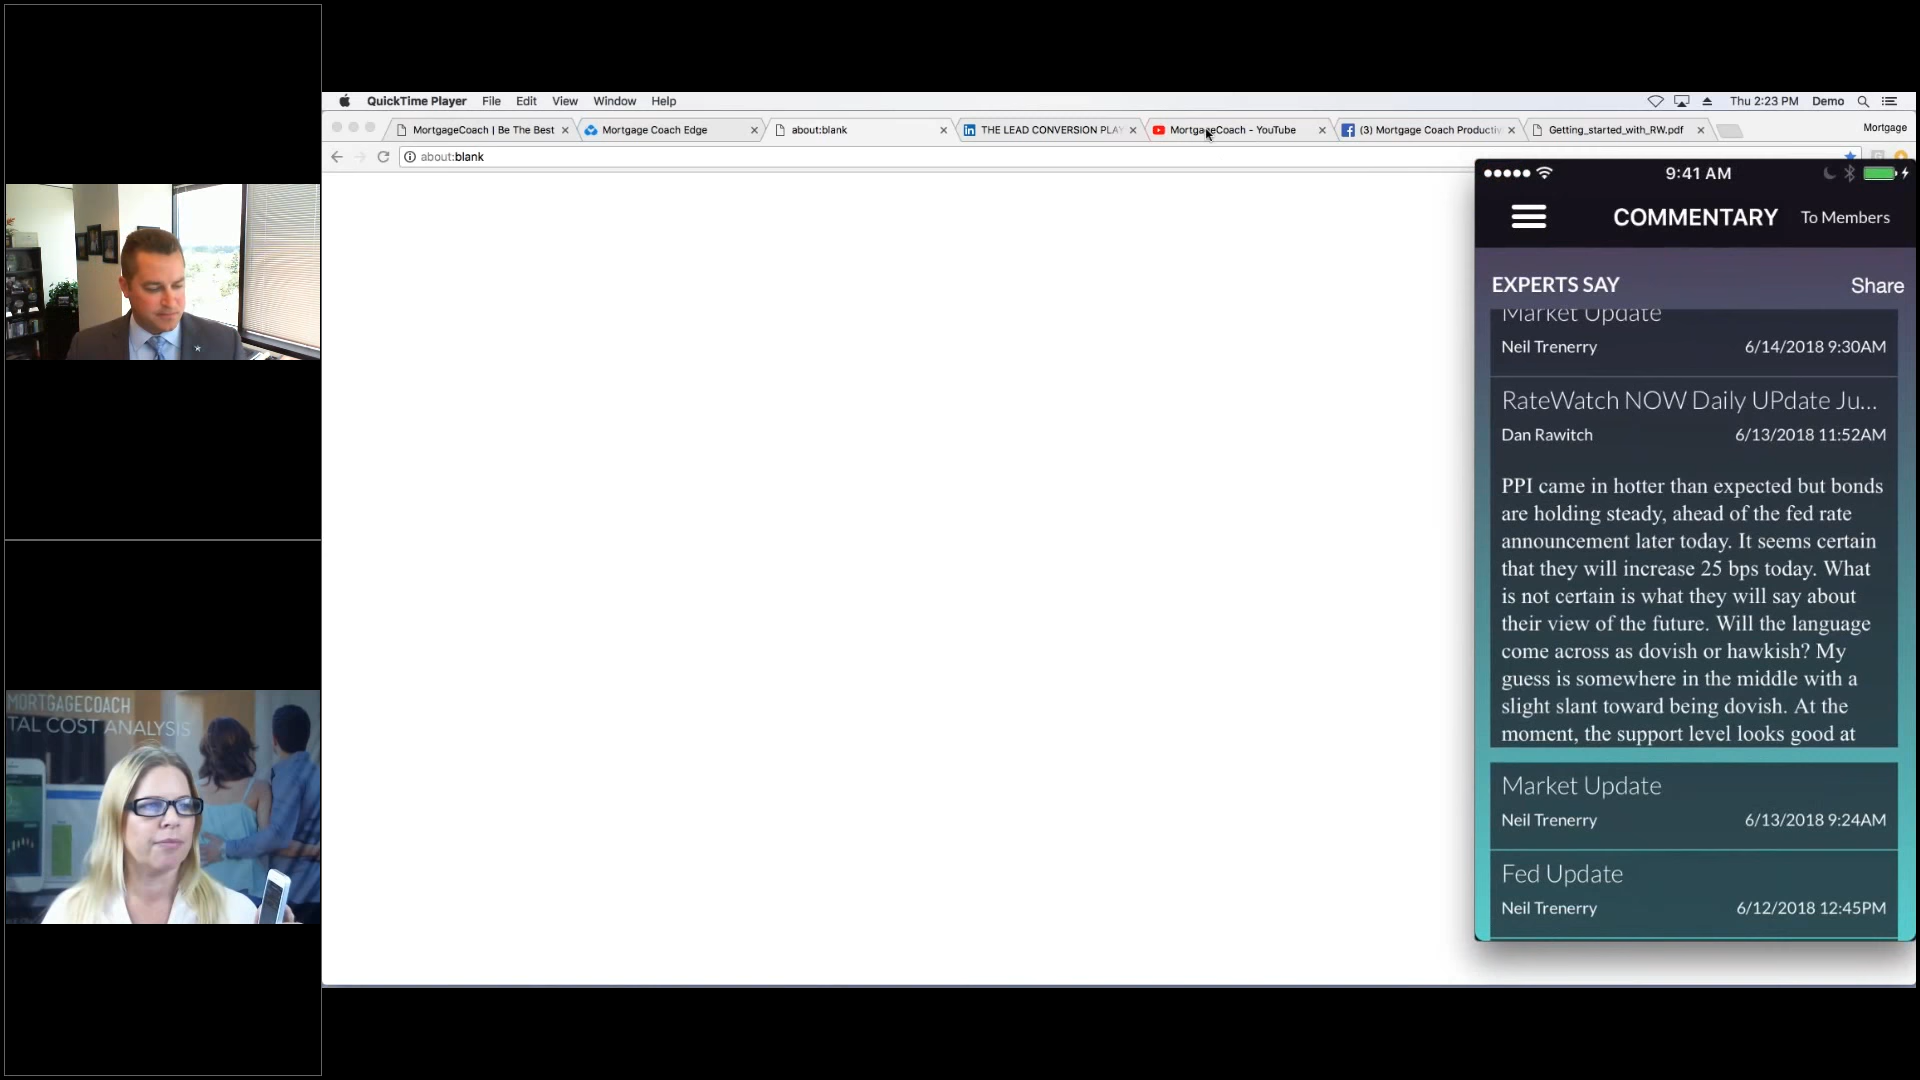 QuickTime Player File Edit View Window Help
Thu 2:23 PM Demo
MortgageCoach | Be The Best
Mortgage Coach Edge
about:blank
THE LEAD CONVERSION PLA
MortgageCoach - YouTube
(3) Mortgage Coach Productiv
Getting_started_with_RW.pdf
Mortgage
about:blank
9:41 AM
COMMENTARY To Members
EXPERTS SAY Share
Market Update
Neil Trenerry 6/14/2018 9:30AM
RateWatch NOW Daily UPdate Ju...
Dan Rawitch 6/13/2018 11:52AM
PPI came in hotter than expected but bonds
are holding steady, ahead of the fed rate
announcement later today. It seems certain
that they will increase 25 bps today. What
is not certain is what they will say about
their view of the future. Will the language
come across as dovish or hawkish? My
guess is somewhere in the middle with a
slight slant toward being dovish. At the
moment, the support level looks good at
Market Update
Neil Trenerry 6/13/2018 9:24AM
Fed Update
Neil Trenerry 6/12/2018 12:45PM
MORTGAGECOACH
TAL COST ANALYSIS